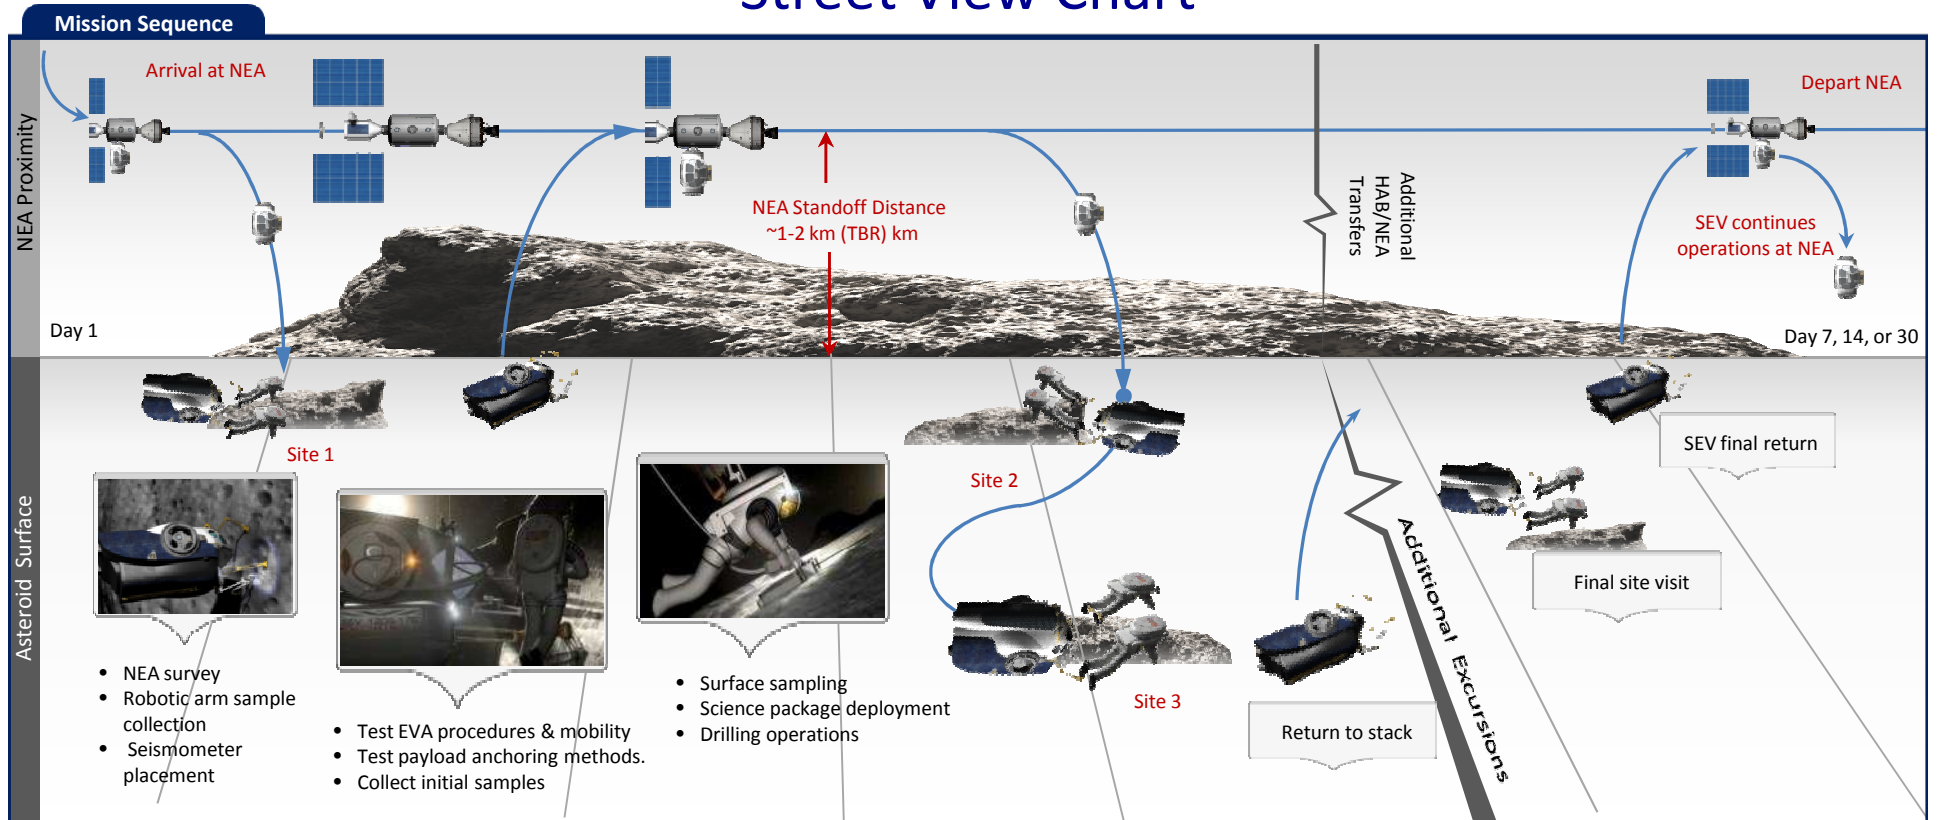 Street View Chart
Mission Sequence
NEA Proximity
Arrival at NEA
Depart NEA
NEA Standoff Distance
~1-2 km (TBR) km
Additional
HAB/NEA
Transfers
SEV continues
operations at NEA
Day 1
Day 7, 14, or 30
Asteroid Surface
Site 1
Site 2
Site 3
SEV final return
Final site visit
Return to stack
Additional Excursions
• NEA survey
• Robotic arm sample
collection
• Seismometer
placement
• Test EVA procedures & mobility
• Test payload anchoring methods.
• Collect initial samples
• Surface sampling
• Science package deployment
• Drilling operations